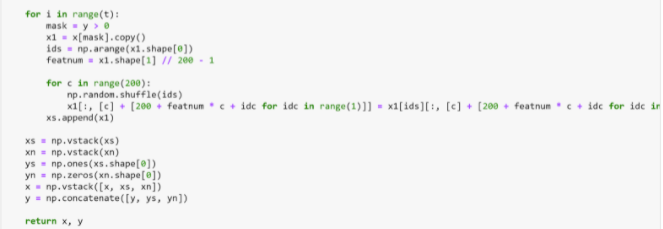 for i in range(t):
    mask = y > 0
    x1 = x[mask].copy()
    ids = np.arange(x1.shape[0])
    featnum = x1.shape[1] // 200 - 1

    for c in range(200):
        np.random.shuffle(ids)
        x1[:, [c] + [200 + featnum * c + idc for idc in range(1)]] = x1[ids][:, [c] + [200 + featnum * c + idc for idc in
    xs.append(x1)

xs = np.vstack(xs)
xn = np.vstack(xn)
ys = np.ones(xs.shape[0])
yn = np.zeros(xn.shape[0])
x = np.vstack([x, xs, xn])
y = np.concatenate([y, ys, yn])

return x, y